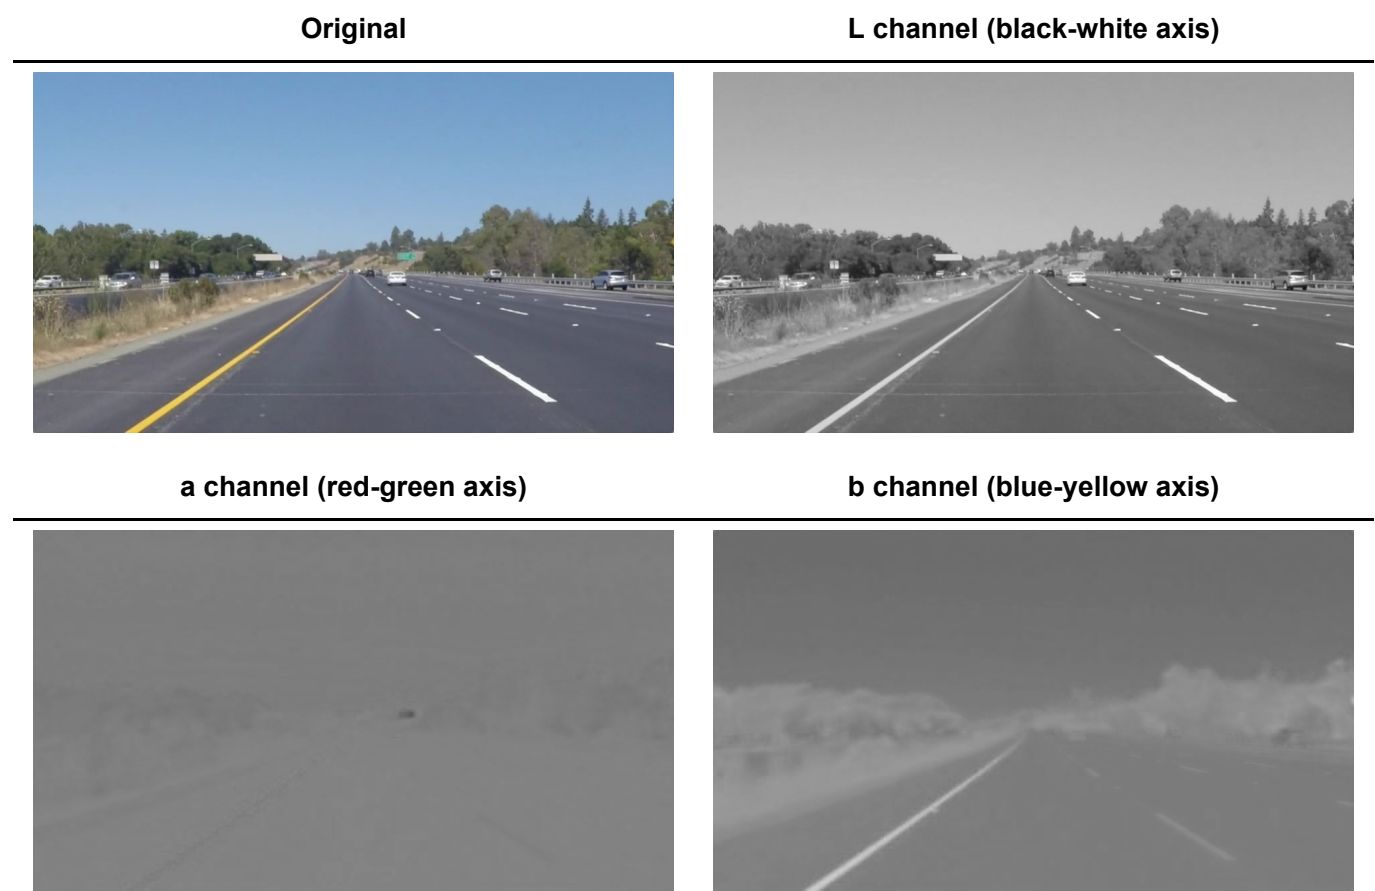 Original
L channel (black-white axis)
a channel (red-green axis)
b channel (blue-yellow axis)